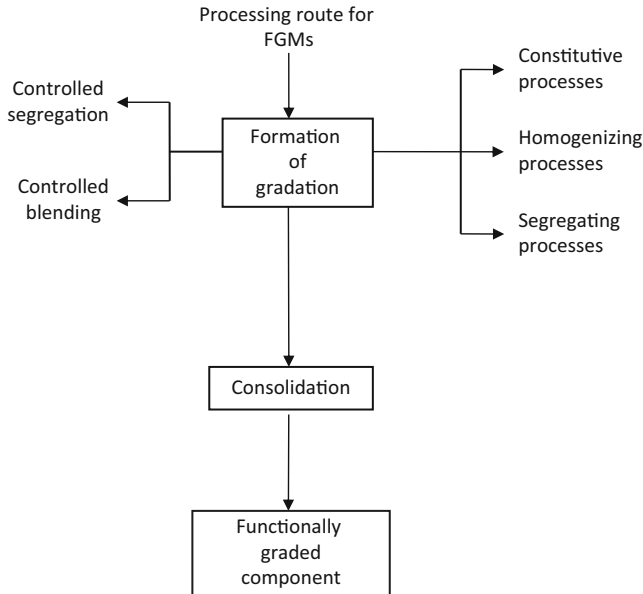 Processing route for
FGMs
Controlled
segregation
Controlled
blending
Formation
of
gradation
Constitutive
processes
Homogenizing
processes
Segregating
processes
Consolidation
Functionally
graded
component